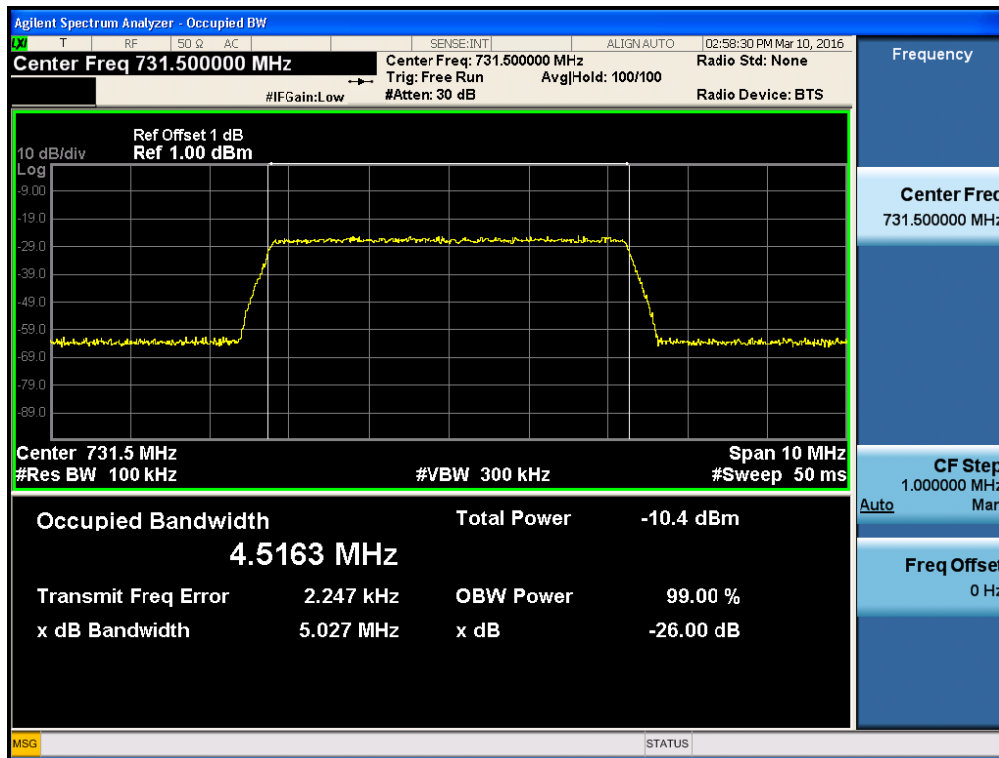 Agilent Spectrum Analyzer - Occupied BW
LXI T RF 50 Ω AC SENSE:INT ALIGN AUTO 02:58:30 PM Mar 10, 2016
Center Freq 731.500000 MHz Center Freq: 731.500000 MHz Radio Std: None Frequency
Trig: Free Run Avg|Hold: 100/100
#IFGain:Low #Atten: 30 dB Radio Device: BTS
Ref Offset 1 dB
10 dB/div Ref 1.00 dBm
Log
-9.00
-19.0
-29.0
-39.0
-49.0
-59.0
-69.0
-79.0
-89.0
Center 731.5 MHz Span 10 MHz
#Res BW 100 kHz #VBW 300 kHz #Sweep 50 ms
Occupied Bandwidth Total Power -10.4 dBm
4.5163 MHz
Transmit Freq Error 2.247 kHz OBW Power 99.00 %
x dB Bandwidth 5.027 MHz x dB -26.00 dB
Center Freq
731.500000 MHz
CF Step
1.000000 MHz
Auto Man
Freq Offset
0 Hz
MSG STATUS